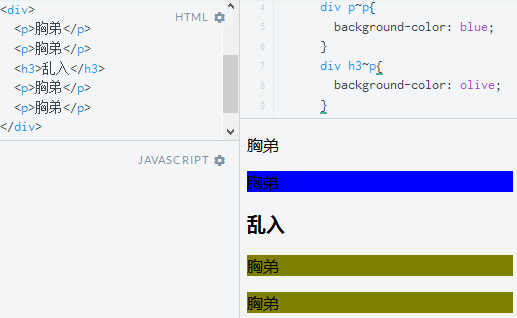 <div>
<p>胸弟</p>
<p>胸弟</p>
<h3>乱入</h3>
<p>胸弟</p>
<p>胸弟</p>
</div>
HTML
4 div p~p{
5 background-color: blue;
6 }
7 div h3~p{
8 background-color: olive;
9 }
JAVASCRIPT
胸弟
胸弟
乱入
胸弟
胸弟